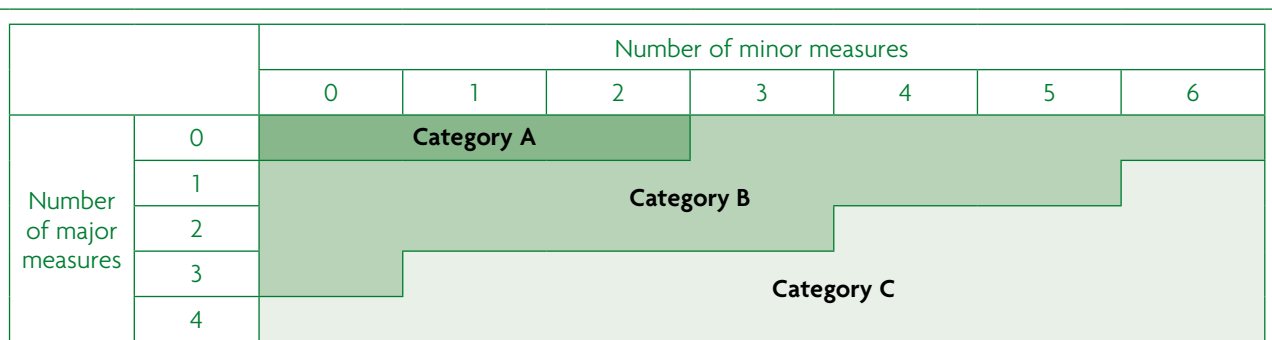 Number of minor measures
0 1 2 3 4 5 6
Number
of major
measures
0
Category A
1
Category B
2
3
Category C
4